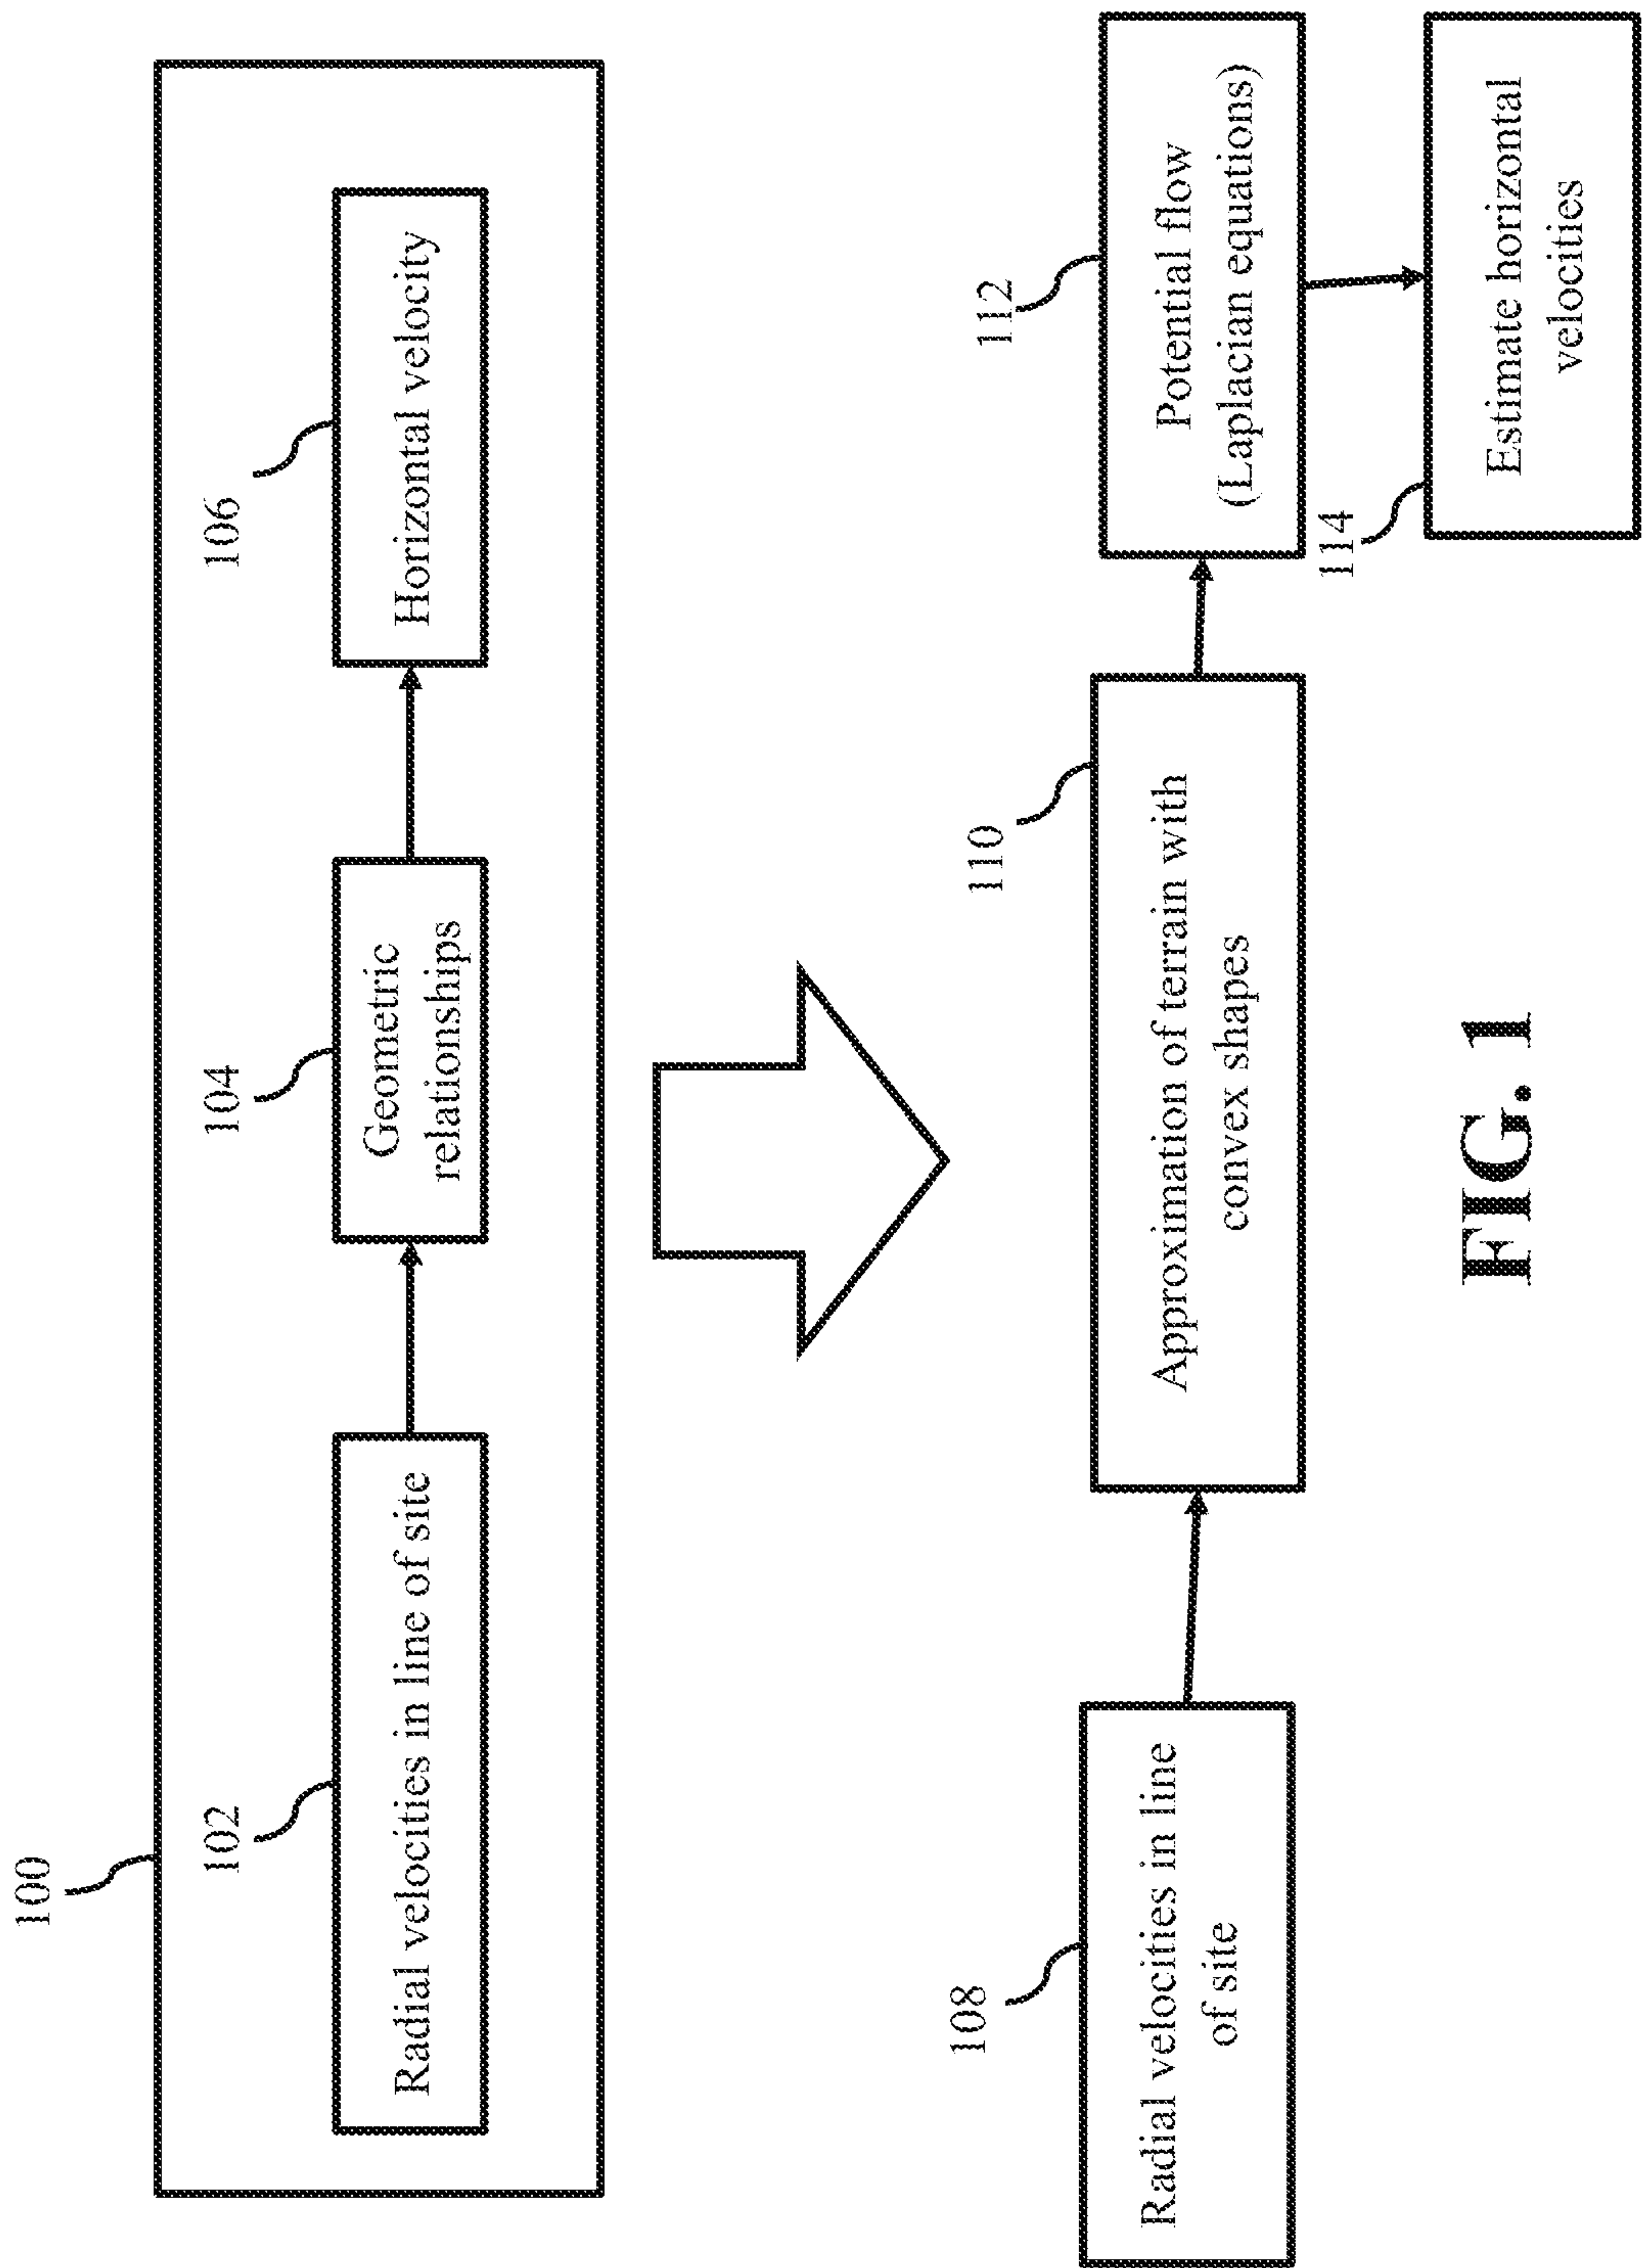 100
102
Radial velocities in line of site
104
Geometric
relationships
106
Horizontal velocity
108
Radial velocities in line
of site
110
Approximation of terrain with
convex shapes
112
Potential flow
(Laplacian equations)
114
Estimate horizontal
velocities
FIG. 1